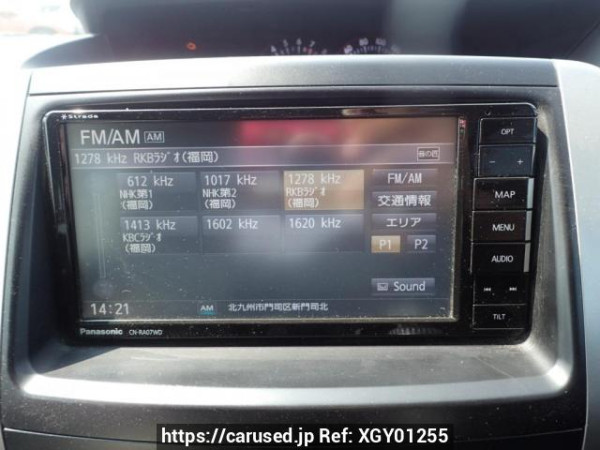 Strada
FM/AM AM
1278 kHz RKBﾗｼﾞｵ(福岡)
612 kHz
NHK第1
(福岡)
1017 kHz
NHK第2
(福岡)
1278 kHz
RKBﾗｼﾞｵ
(福岡)
FM/AM
1413 kHz
KBCﾗｼﾞｵ
(福岡)
1602 kHz
1620 kHz
交通情報
エリア
P1 P2
Sound
14:21
AM
北九州市門司区新門司北
Panasonic
CN-RA07WD
OPT
- +
MAP
MENU
AUDIO
TILT
https://carused.jp Ref: XGY01255